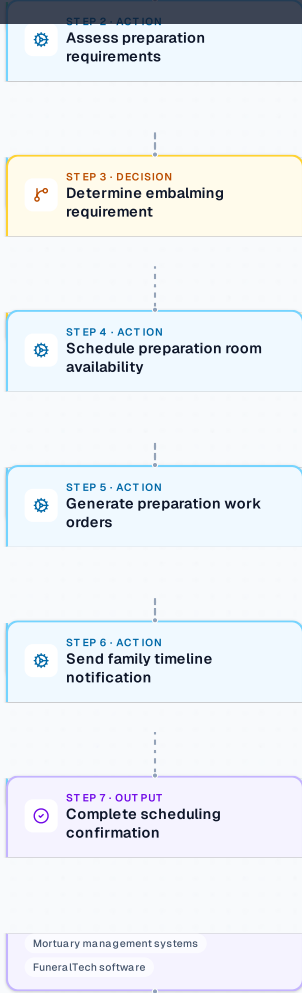 STEP 2 · ACTION
Assess preparation
requirements
STEP 3 · DECISION
Determine embalming
requirement
STEP 4 · ACTION
Schedule preparation room
availability
STEP 5 · ACTION
Generate preparation work
orders
STEP 6 · ACTION
Send family timeline
notification
STEP 7 · OUTPUT
Complete scheduling
confirmation
Mortuary management systems
FuneralTech software